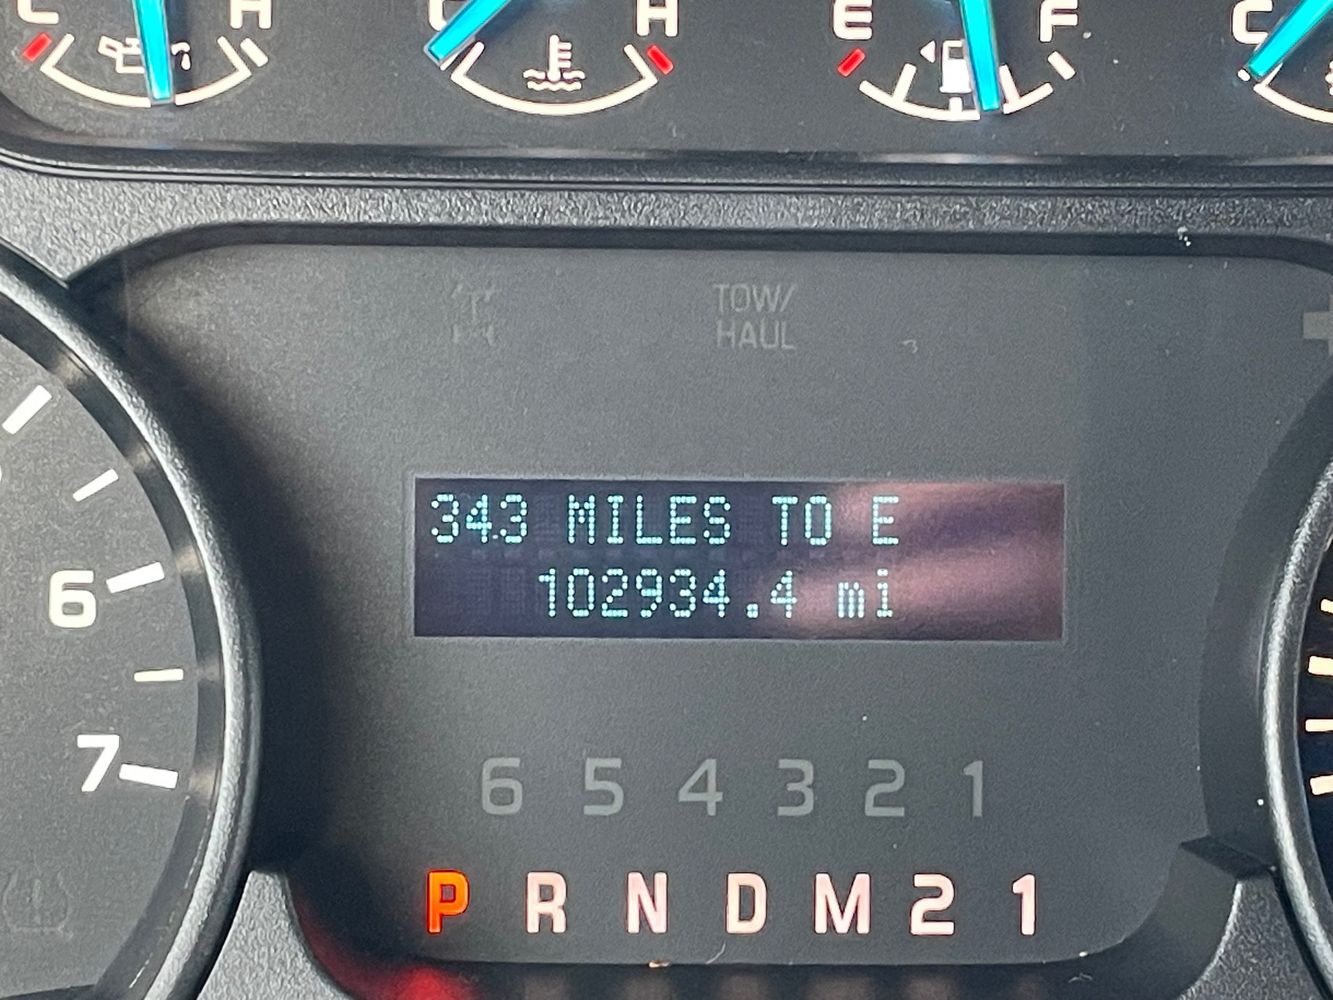 L H
C H
E F
C
TOW/
HAUL
343 MILES TO E
102934.4 mi
6
7
6 5 4 3 2 1
P R N D M 2 1